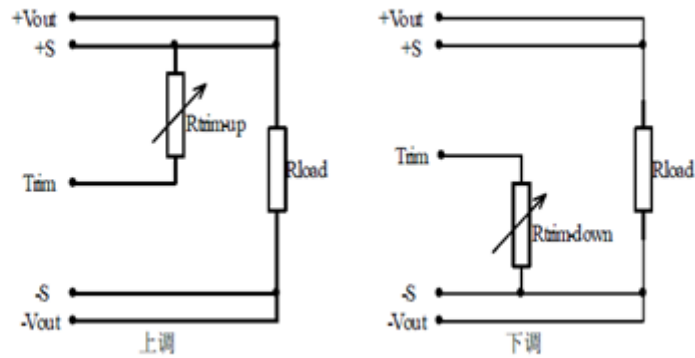 +Vout
+S
Rtrim-up
Trim
Rload
-S
-Vout
上调
+Vout
+S
Trim
Rload
Rtrim-down
-S
-Vout
下调